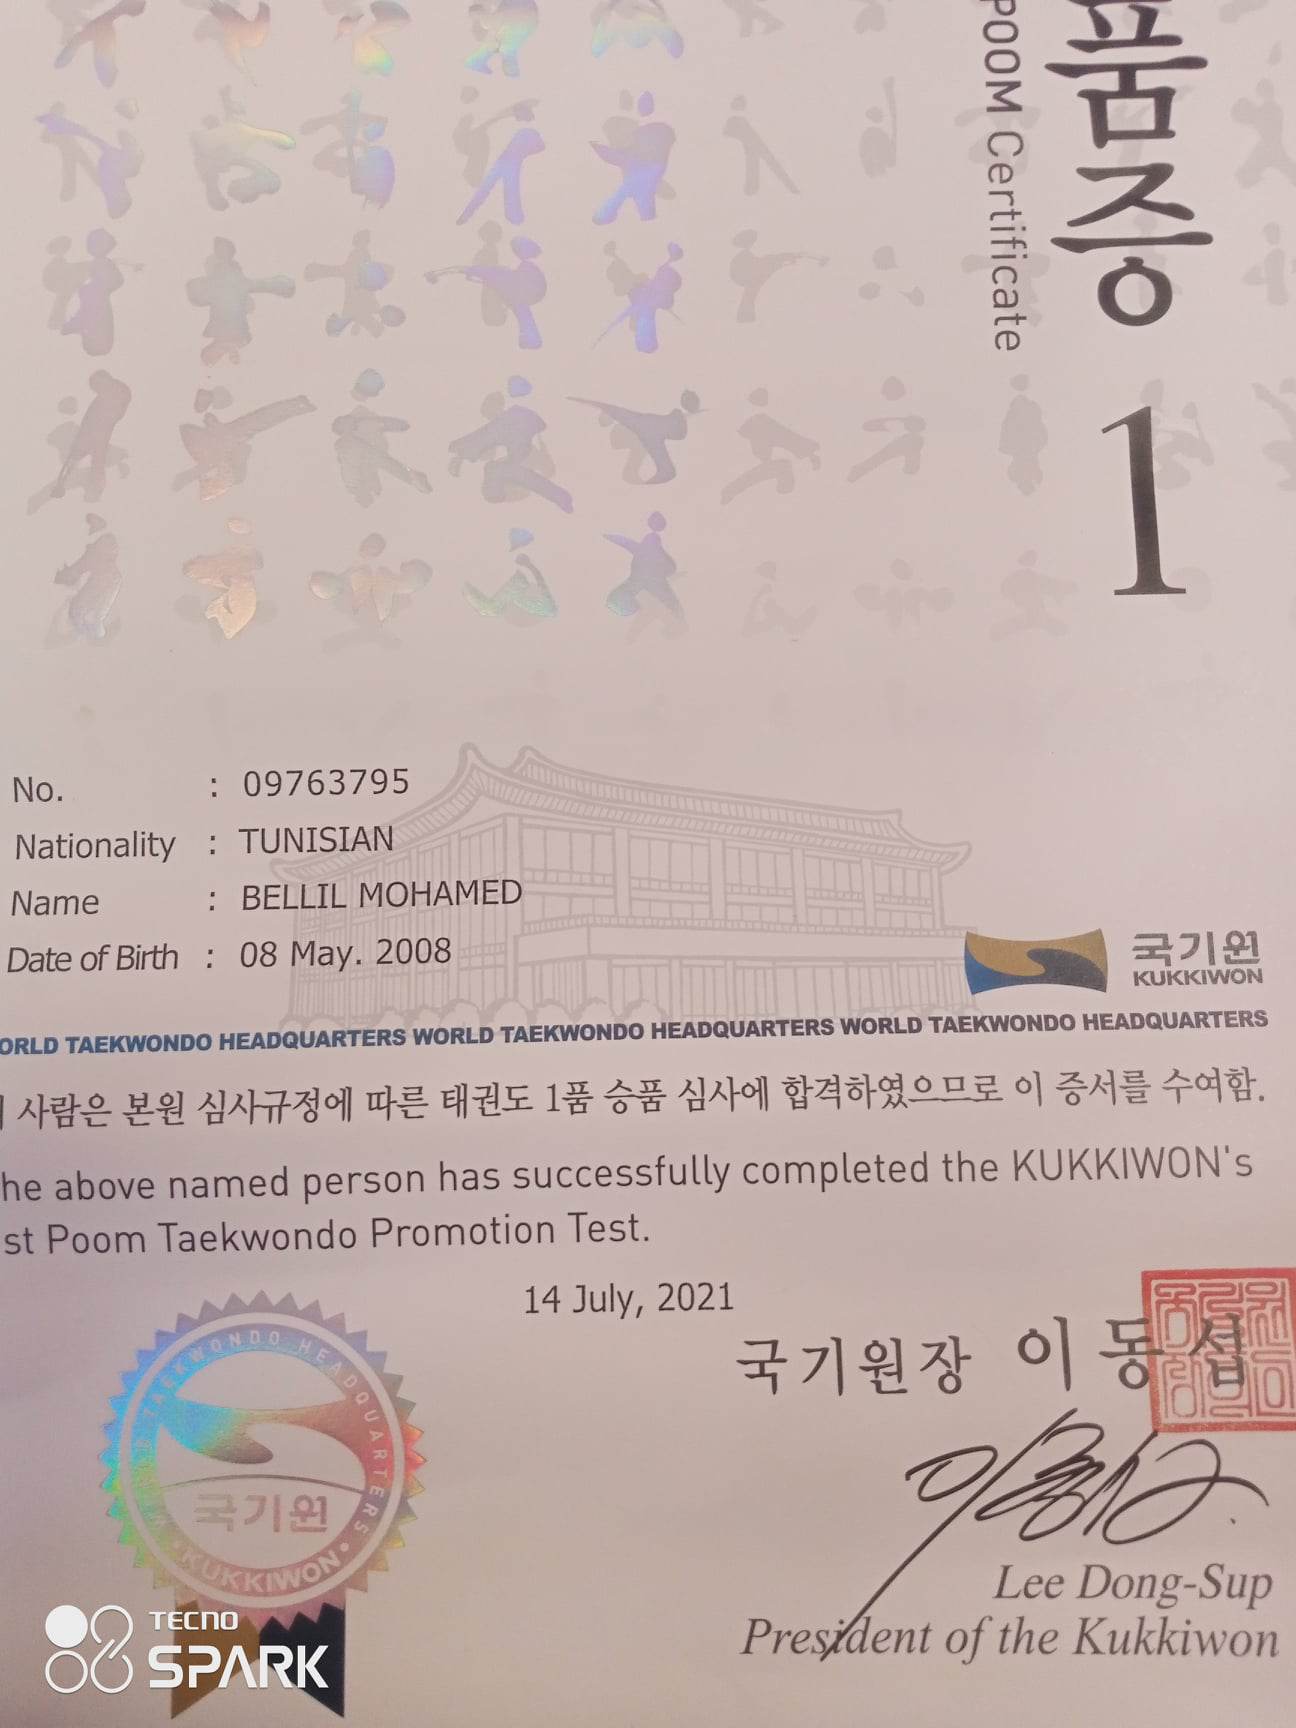 품증
POOM Certificate
1
No. : 09763795
Nationality : TUNISIAN
Name : BELLIL MOHAMED
Date of Birth : 08 May. 2008
국기원
KUKKIWON
ORLD TAEKWONDO HEADQUARTERS WORLD TAEKWONDO HEADQUARTERS WORLD TAEKWONDO HEADQUARTERS
사람은 본원 심사규정에 따른 태권도 1품 승품 심사에 합격하였으므로 이 증서를 수여함.
he above named person has successfully completed the KUKKIWON's
st Poom Taekwondo Promotion Test.
14 July, 2021
국기원장 이동섭
Lee Dong-Sup
President of the Kukkiwon
TAEKWONDO HEADQUARTERS
국기원
KUKKIWON
TECNO
SPARK